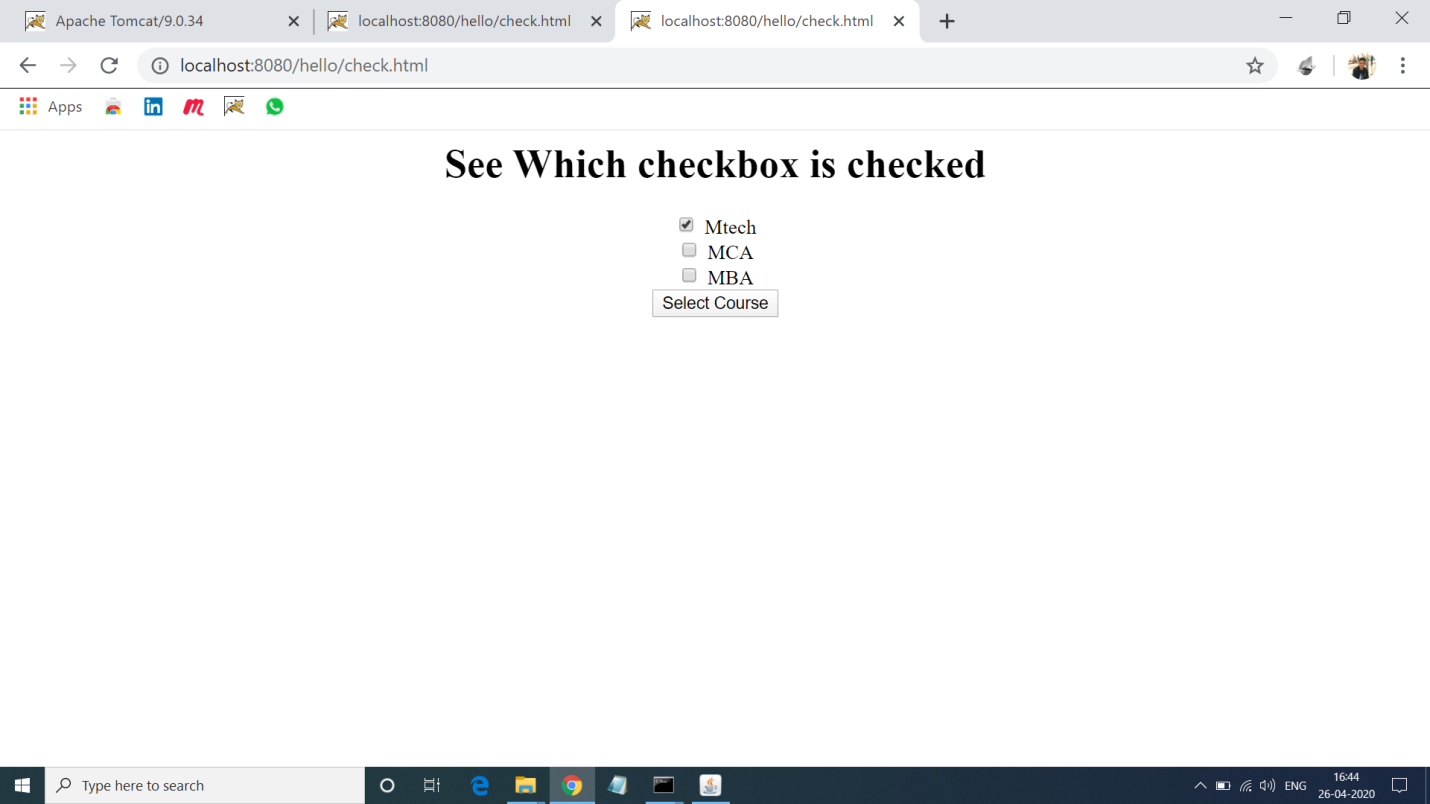 Apache Tomcat/9.0.34
localhost:8080/hello/check.html
localhost:8080/hello/check.html
localhost:8080/hello/check.html
Apps
See Which checkbox is checked
Mtech
MCA
MBA
Select Course
Type here to search
ENG
16:44
26-04-2020